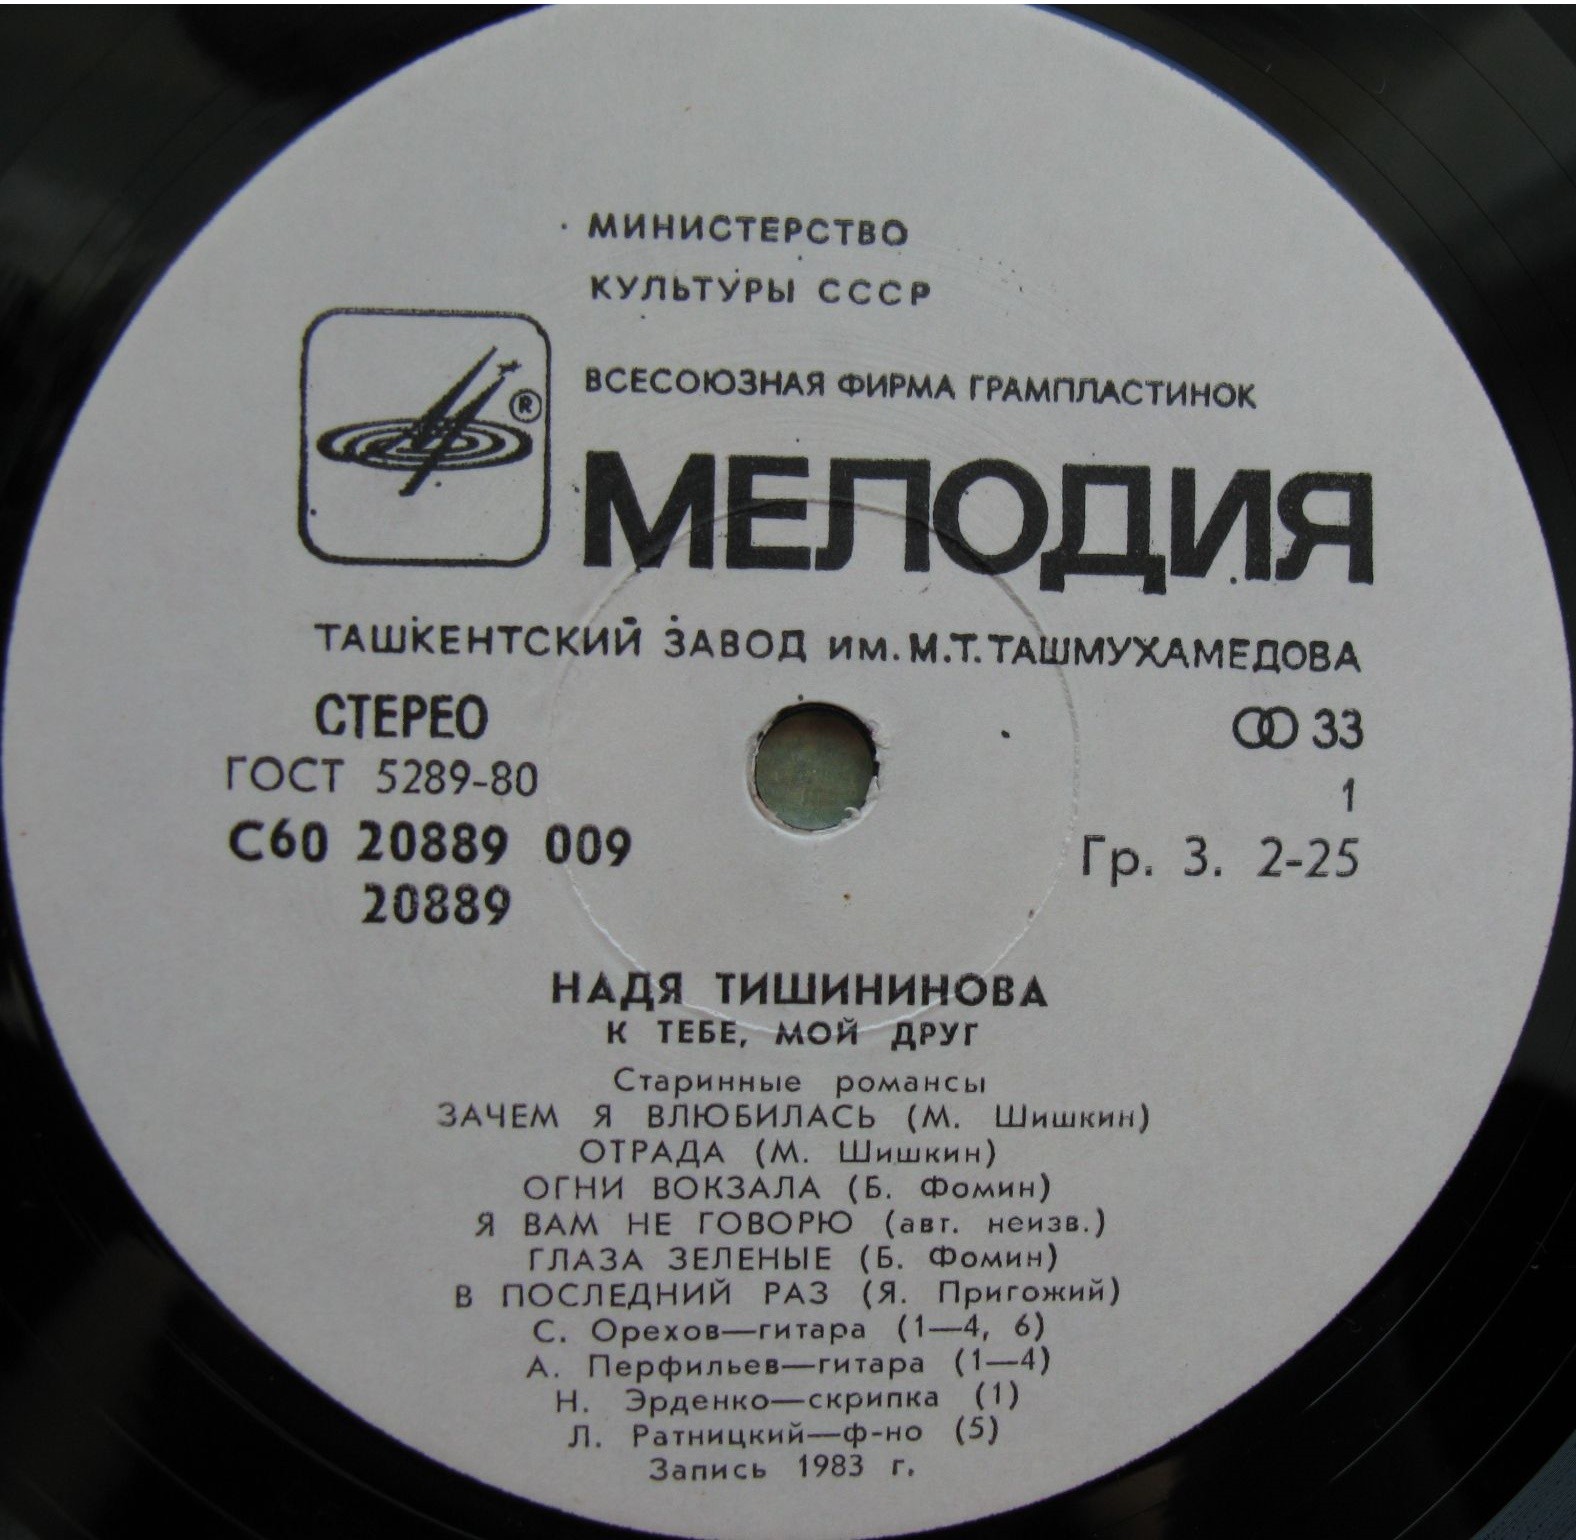 МИНИСТЕРСТВО
КУЛЬТУРЫ СССР
ВСЕСОЮЗНАЯ ФИРМА ГРАМПЛАСТИНОК
®
МЕЛОДИЯ
ТАШКЕНТСКИЙ ЗАВОД ИМ. М.Т. ТАШМУХАМЕДОВА
СТЕРЕО
33
ГОСТ 5289-80
1
С60 20889 009
Гр. 3. 2-25
20889
НАДЯ ТИШИНИНОВА
К ТЕБЕ, МОЙ ДРУГ
Старинные романсы
ЗАЧЕМ Я ВЛЮБИЛАСЬ (М. Шишкин)
ОТРАДА (М. Шишкин)
ОГНИ ВОКЗАЛА (Б. Фомин)
Я ВАМ НЕ ГОВОРЮ (авт. неизв.)
ГЛАЗА ЗЕЛЕНЫЕ (Б. Фомин)
В ПОСЛЕДНИЙ РАЗ (Я. Пригожий)
С. Орехов—гитара (1—4, 6)
А. Перфильев—гитара (1—4)
Н. Эрденко—скрипка (1)
Л. Ратницкий—ф-но (5)
Запись 1983 г.